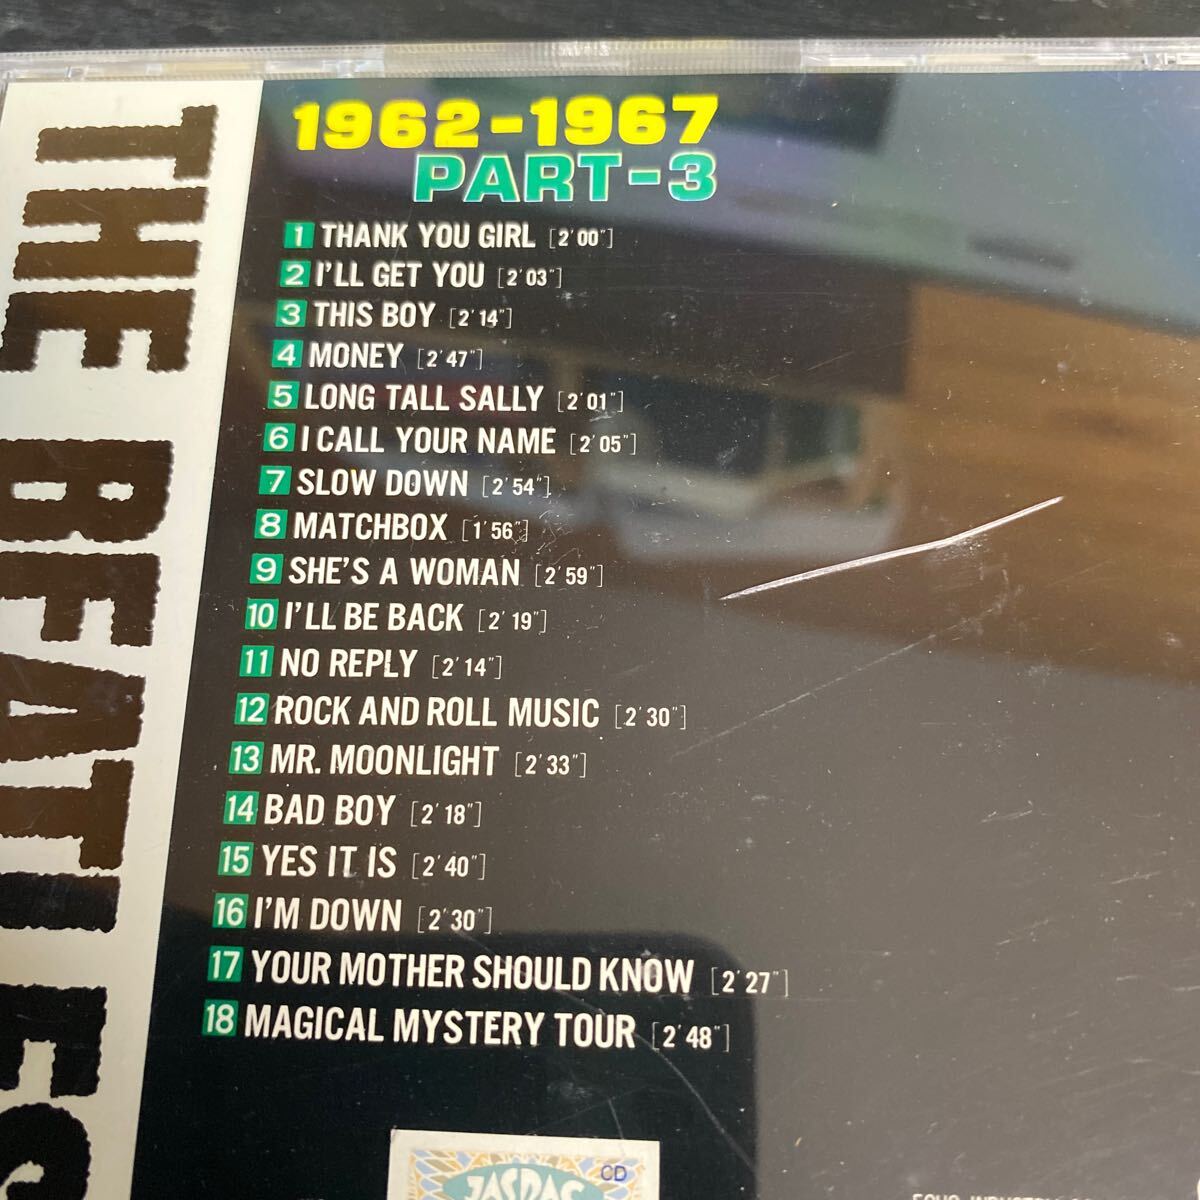 THE BEATLES
1962-1967
PART-3
1 THANK YOU GIRL [2'00"]
2 I'LL GET YOU [2'03"]
3 THIS BOY [2'14"]
4 MONEY [2'47"]
5 LONG TALL SALLY [2'01"]
6 I CALL YOUR NAME [2'05"]
7 SLOW DOWN [2'54"]
8 MATCHBOX [1'56"]
9 SHE'S A WOMAN [2'59"]
10 I'LL BE BACK [2'19"]
11 NO REPLY [2'14"]
12 ROCK AND ROLL MUSIC [2'30"]
13 MR. MOONLIGHT [2'33"]
14 BAD BOY [2'18"]
15 YES IT IS [2'40"]
16 I'M DOWN [2'30"]
17 YOUR MOTHER SHOULD KNOW [2'27"]
18 MAGICAL MYSTERY TOUR [2'48"]
CD
JASRAC